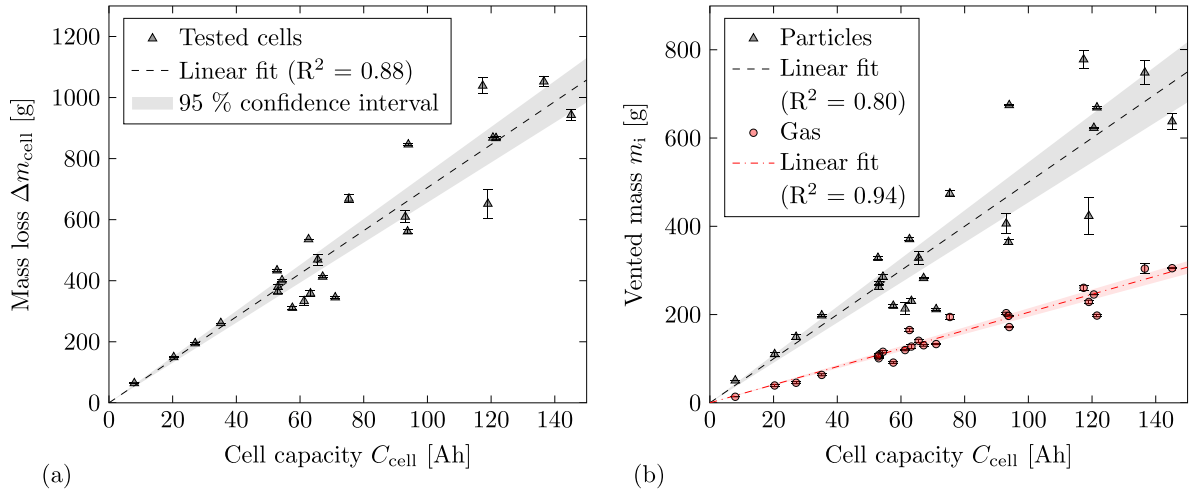 1200
1000
800
600
400
200
0
Mass loss Δm_cell [g]
Tested cells
Linear fit (R² = 0.88)
95 % confidence interval
0 20 40 60 80 100 120 140
Cell capacity C_cell [Ah]
(a)
800
600
400
200
0
Vented mass m_i [g]
Particles
Linear fit
(R² = 0.80)
Gas
Linear fit
(R² = 0.94)
0 20 40 60 80 100 120 140
Cell capacity C_cell [Ah]
(b)